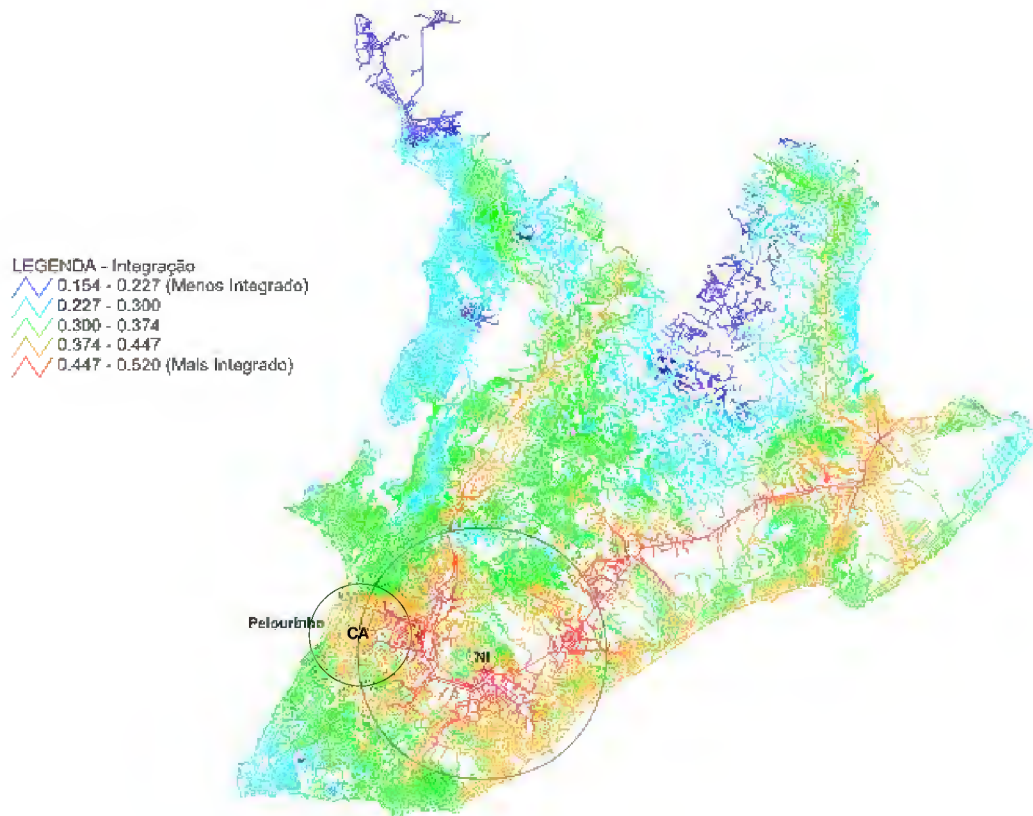 LEGENDA - Integração
0.154 - 0.227 (Menos Integrado)
0.227 - 0.300
0.300 - 0.374
0.374 - 0.447
0.447 - 0.520 (Mais Integrado)
Pelourinho
CA
NI